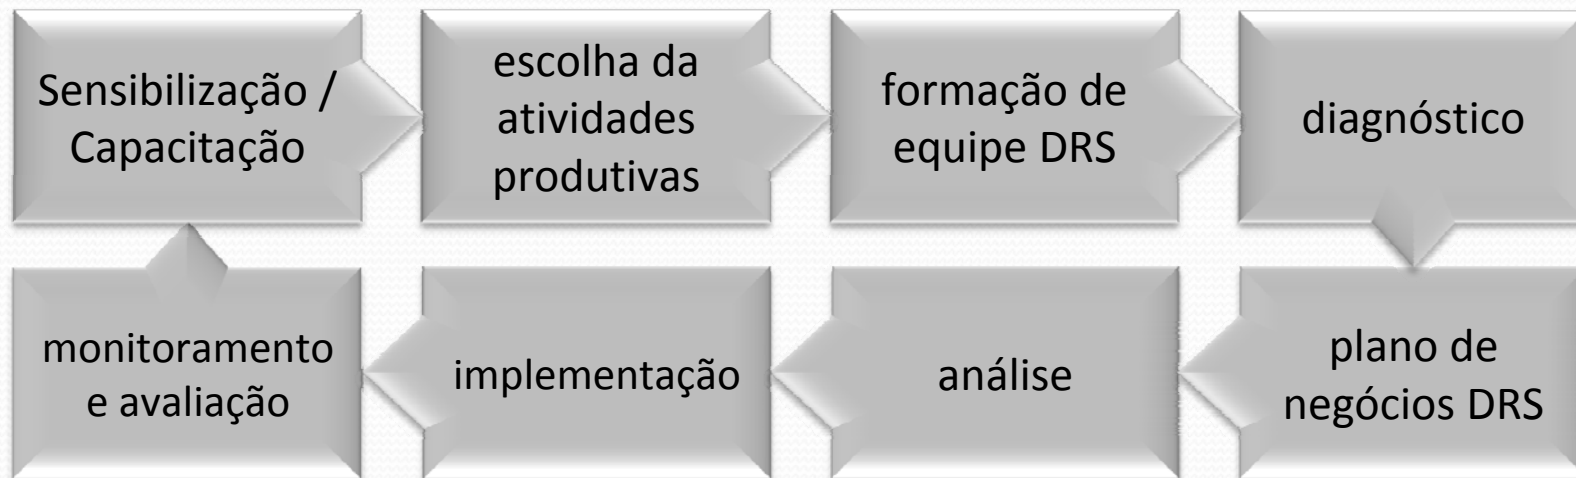 Sensibilização /
Capacitação
escolha da
atividades
produtivas
formação de
equipe DRS
diagnóstico
plano de
negócios DRS
análise
implementação
monitoramento
e avaliação